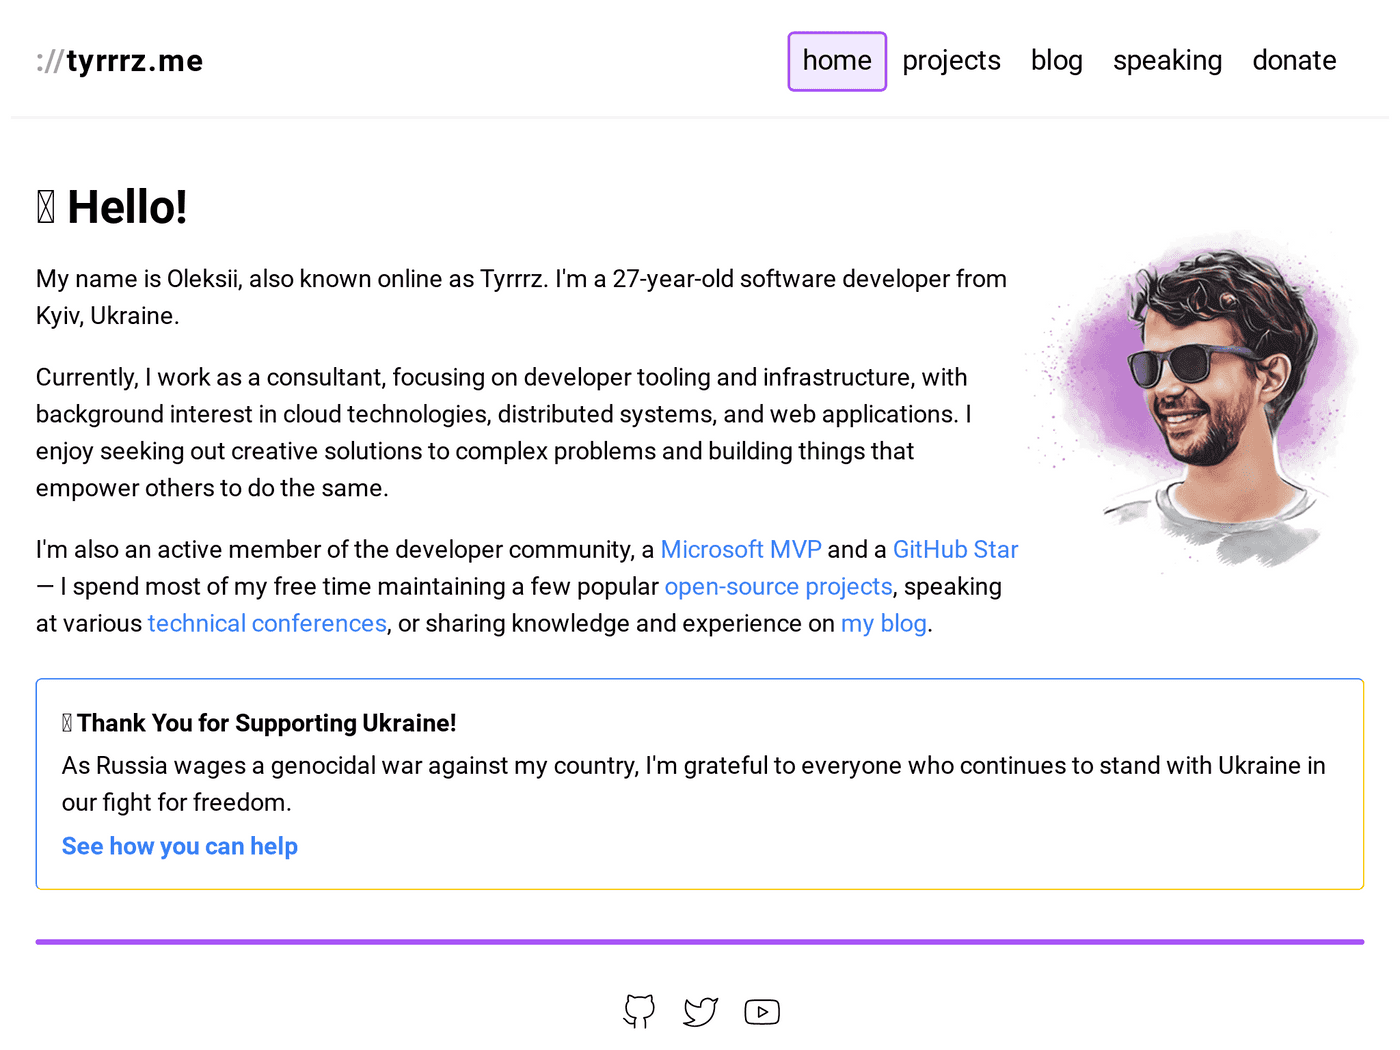 ://tyrrrz.me
home projects blog speaking donate
Hello!
My name is Oleksii, also known online as Tyrrrz. I'm a 27-year-old software developer from
Kyiv, Ukraine.
Currently, I work as a consultant, focusing on developer tooling and infrastructure, with
background interest in cloud technologies, distributed systems, and web applications. I
enjoy seeking out creative solutions to complex problems and building things that
empower others to do the same.
I'm also an active member of the developer community, a Microsoft MVP and a GitHub Star
— I spend most of my free time maintaining a few popular open-source projects, speaking
at various technical conferences, or sharing knowledge and experience on my blog.
Thank You for Supporting Ukraine!
As Russia wages a genocidal war against my country, I'm grateful to everyone who continues to stand with Ukraine in
our fight for freedom.
See how you can help